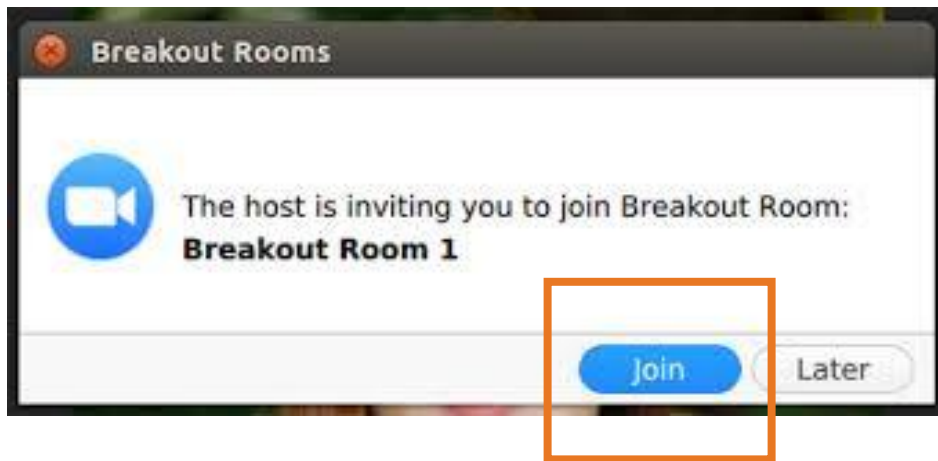 Breakout Rooms
The host is inviting you to join Breakout Room:
Breakout Room 1
Join
Later